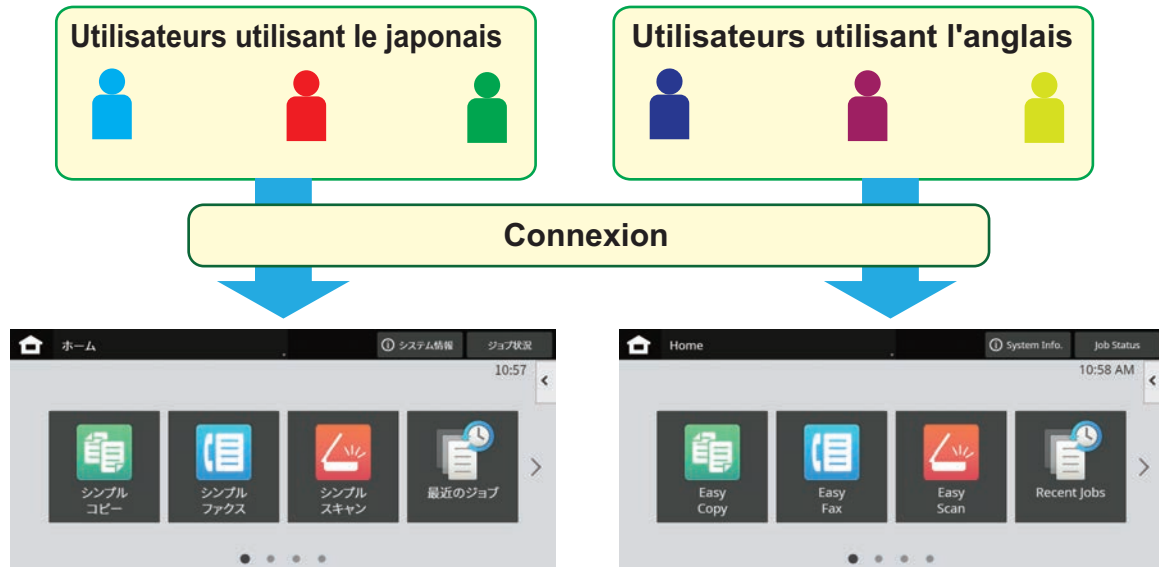 Utilisateurs utilisant le japonais
Utilisateurs utilisant l'anglais
Connexion
ホーム
システム情報
ジョブ状況
10:57
シンプル
コピー
シンプル
ファクス
シンプル
スキャン
最近のジョブ
Home
System Info.
Job Status
10:58 AM
Easy
Copy
Easy
Fax
Easy
Scan
Recent Jobs